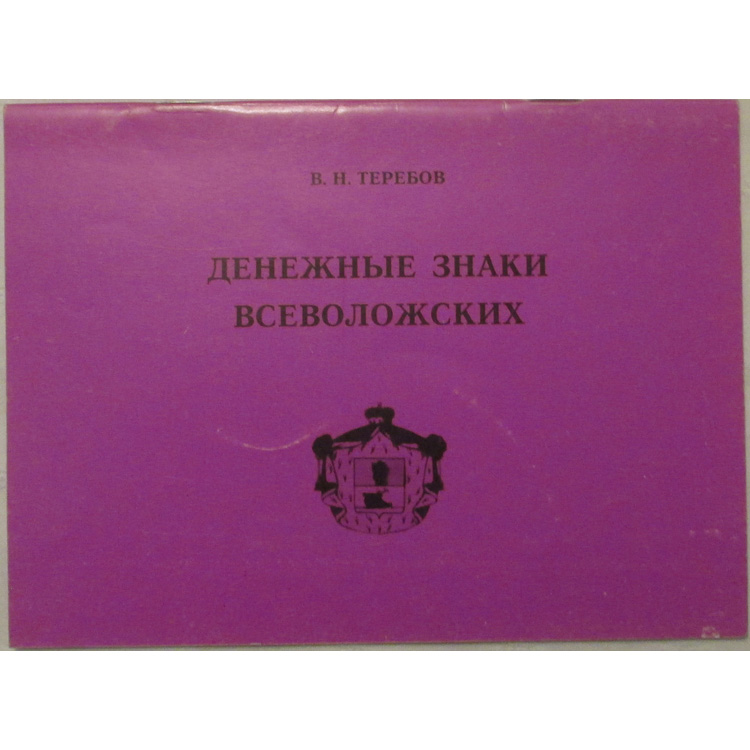 В. Н. ТЕРЕБОВ
ДЕНЕЖНЫЕ ЗНАКИ
ВСЕВОЛОЖСКИХ